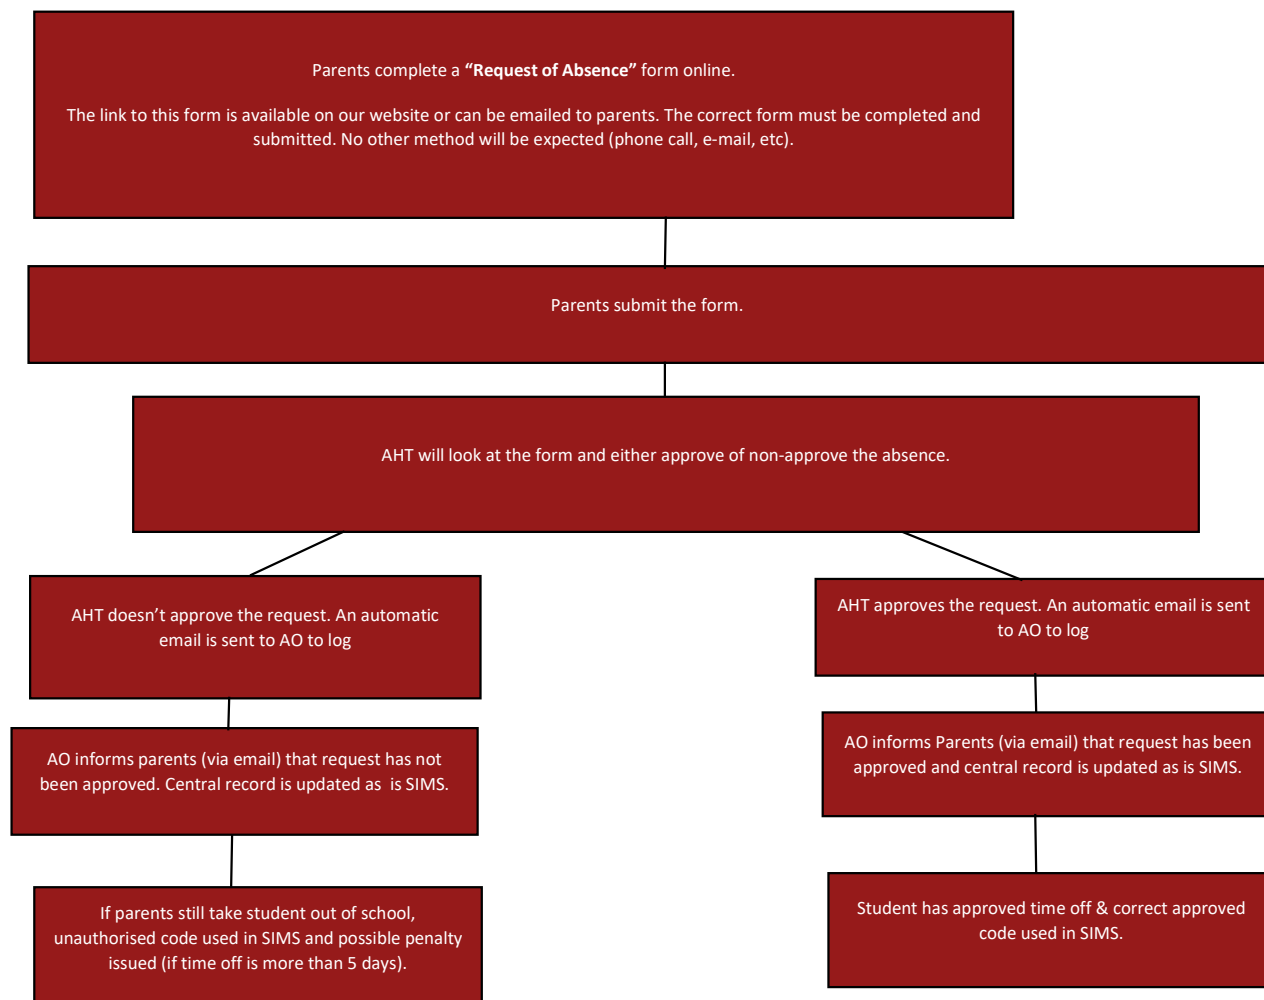 Parents complete a “Request of Absence” form online.
The link to this form is available on our website or can be emailed to parents. The correct form must be completed and
submitted. No other method will be expected (phone call, e-mail, etc).
Parents submit the form.
AHT will look at the form and either approve of non-approve the absence.
AHT doesn’t approve the request. An automatic
email is sent to AO to log
AO informs parents (via email) that request has not
been approved. Central record is updated as  is SIMS.
If parents still take student out of school,
unauthorised code used in SIMS and possible penalty
issued (if time off is more than 5 days).
AHT approves the request. An automatic email is sent
to AO to log
AO informs Parents (via email) that request has been
approved and central record is updated as is SIMS.
Student has approved time off & correct approved
code used in SIMS.